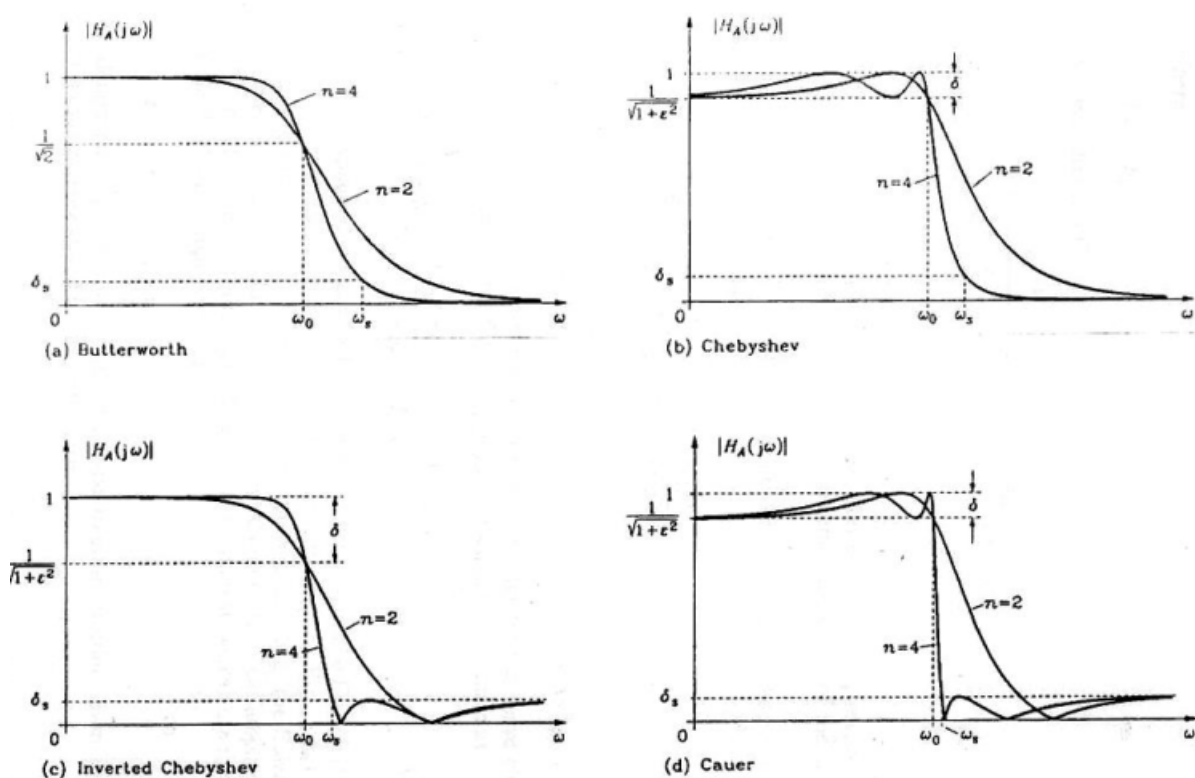 |H_A(jω)|
1
n=4
1/√2
n=2
δ_s
0
ω_0
ω_s
ω
(a) Butterworth
|H_A(jω)|
1
δ
1/√(1+ε²)
n=2
n=4
δ_s
0
ω_0
ω_s
ω
(b) Chebyshev
|H_A(jω)|
1
δ
1/√(1+ε²)
n=2
n=4
δ_s
0
ω_0
ω_s
ω
(c) Inverted Chebyshev
|H_A(jω)|
1
δ
1/√(1+ε²)
n=2
n=4
δ_s
0
ω_0
ω_s
ω
(d) Cauer